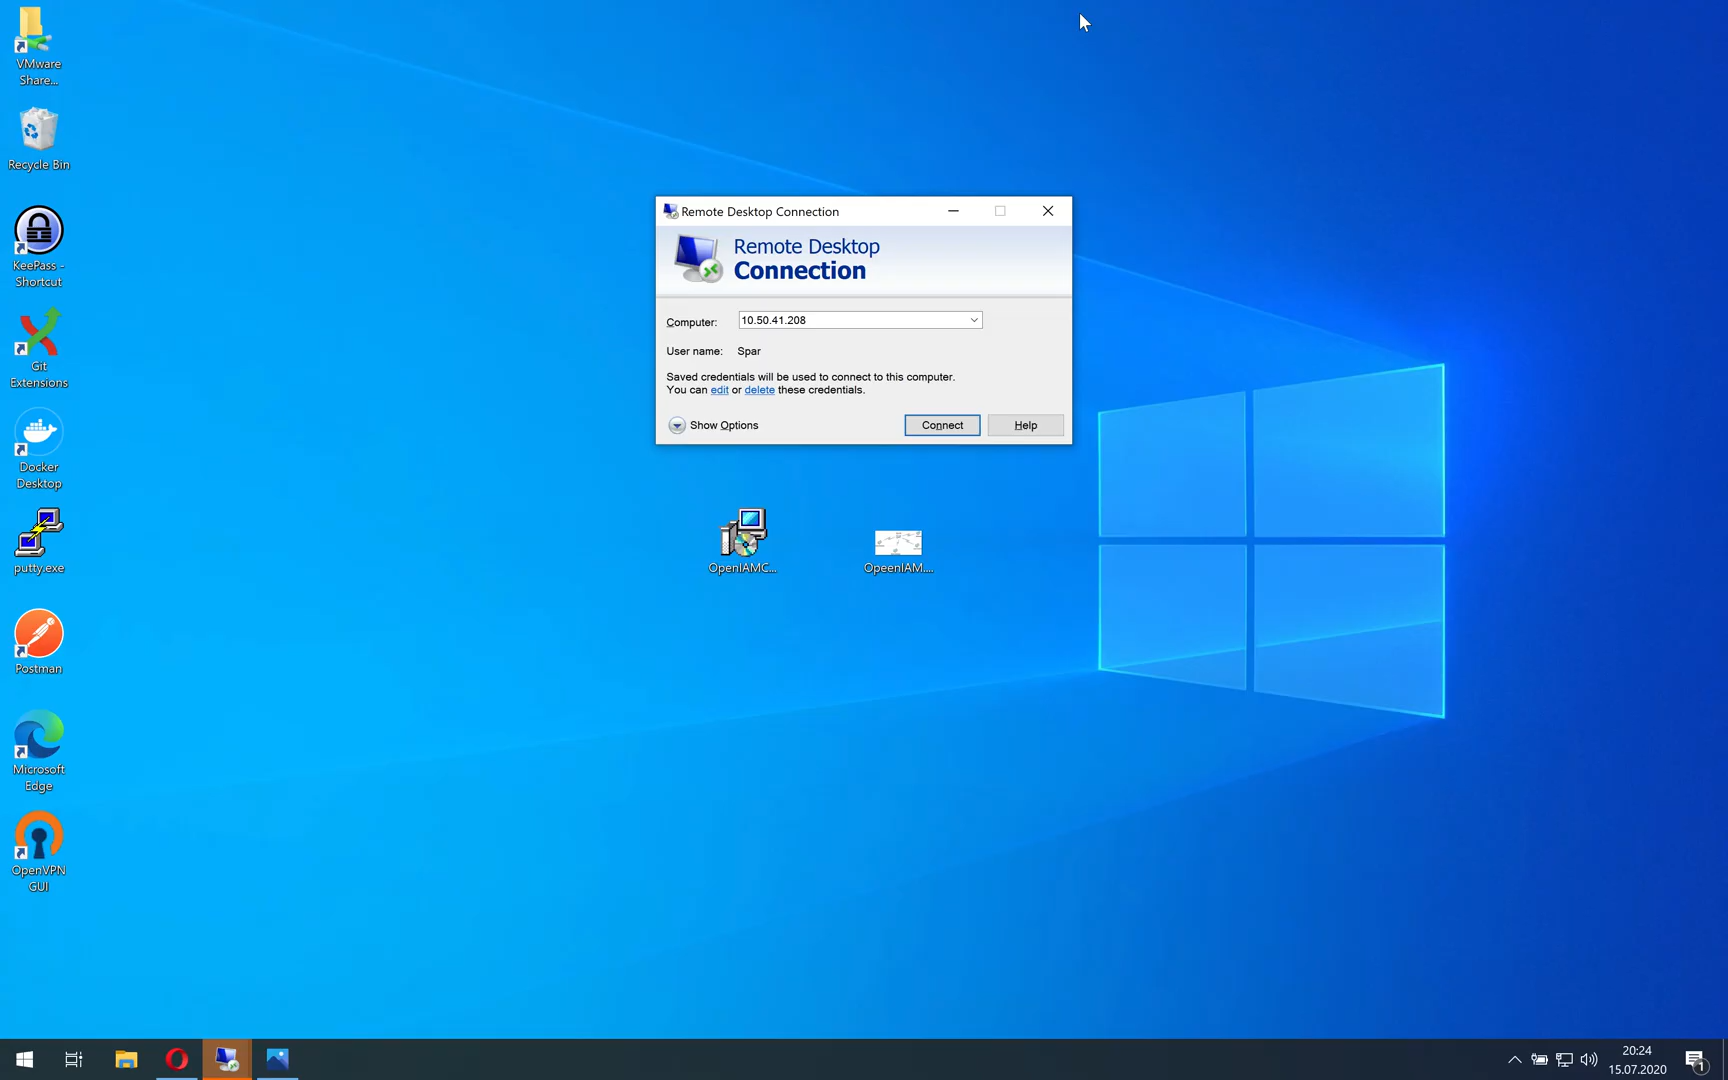 VMware
Share...
Recycle Bin
KeePass -
Shortcut
Git
Extensions
Docker
Desktop
putty.exe
Postman
Microsoft
Edge
OpenVPN
GUI
Remote Desktop Connection
Remote Desktop
Connection
Computer: 10.50.41.208
User name: Spar
Saved credentials will be used to connect to this computer.
You can edit or delete these credentials.
Show Options
Connect
Help
OpenIAMC...
OpeenIAM....
20:24
15.07.2020
1